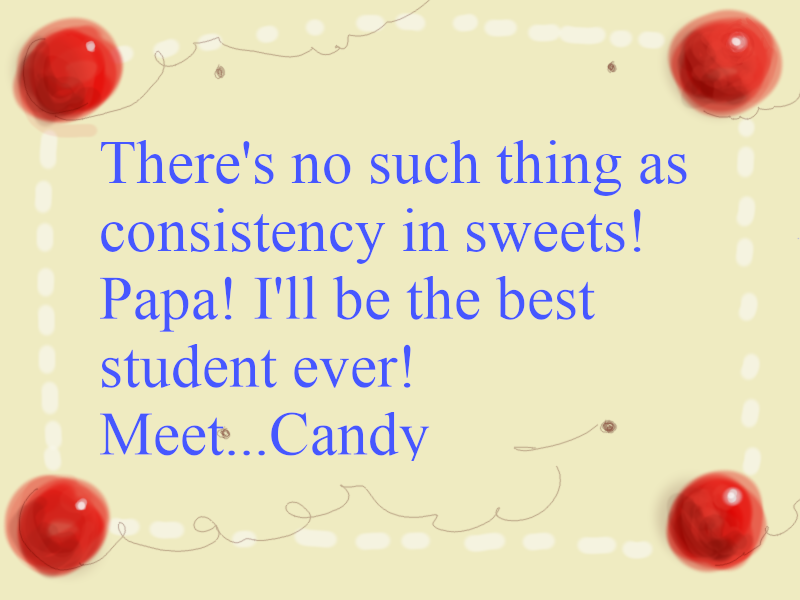 There's no such thing as
consistency in sweets!
Papa! I'll be the best
student ever!
Meet...Candy